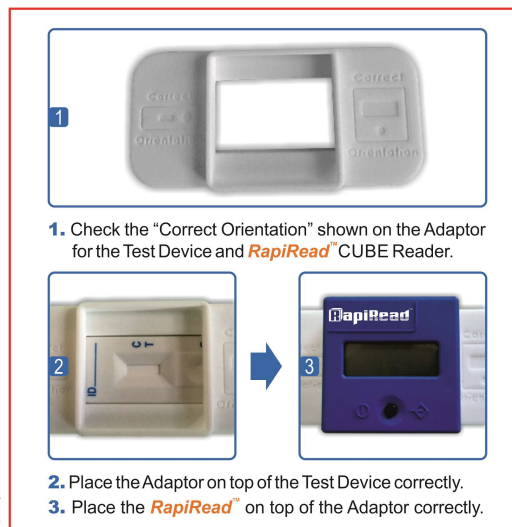 Correct
Orientation
Correct
Orientation
1
1. Check the “Correct Orientation” shown on the Adaptor
for the Test Device and RapiRead™ CUBE Reader.
2
ID
C
T
3
RapiRead
2. Place the Adaptor on top of the Test Device correctly.
3. Place the RapiRead™ on top of the Adaptor correctly.